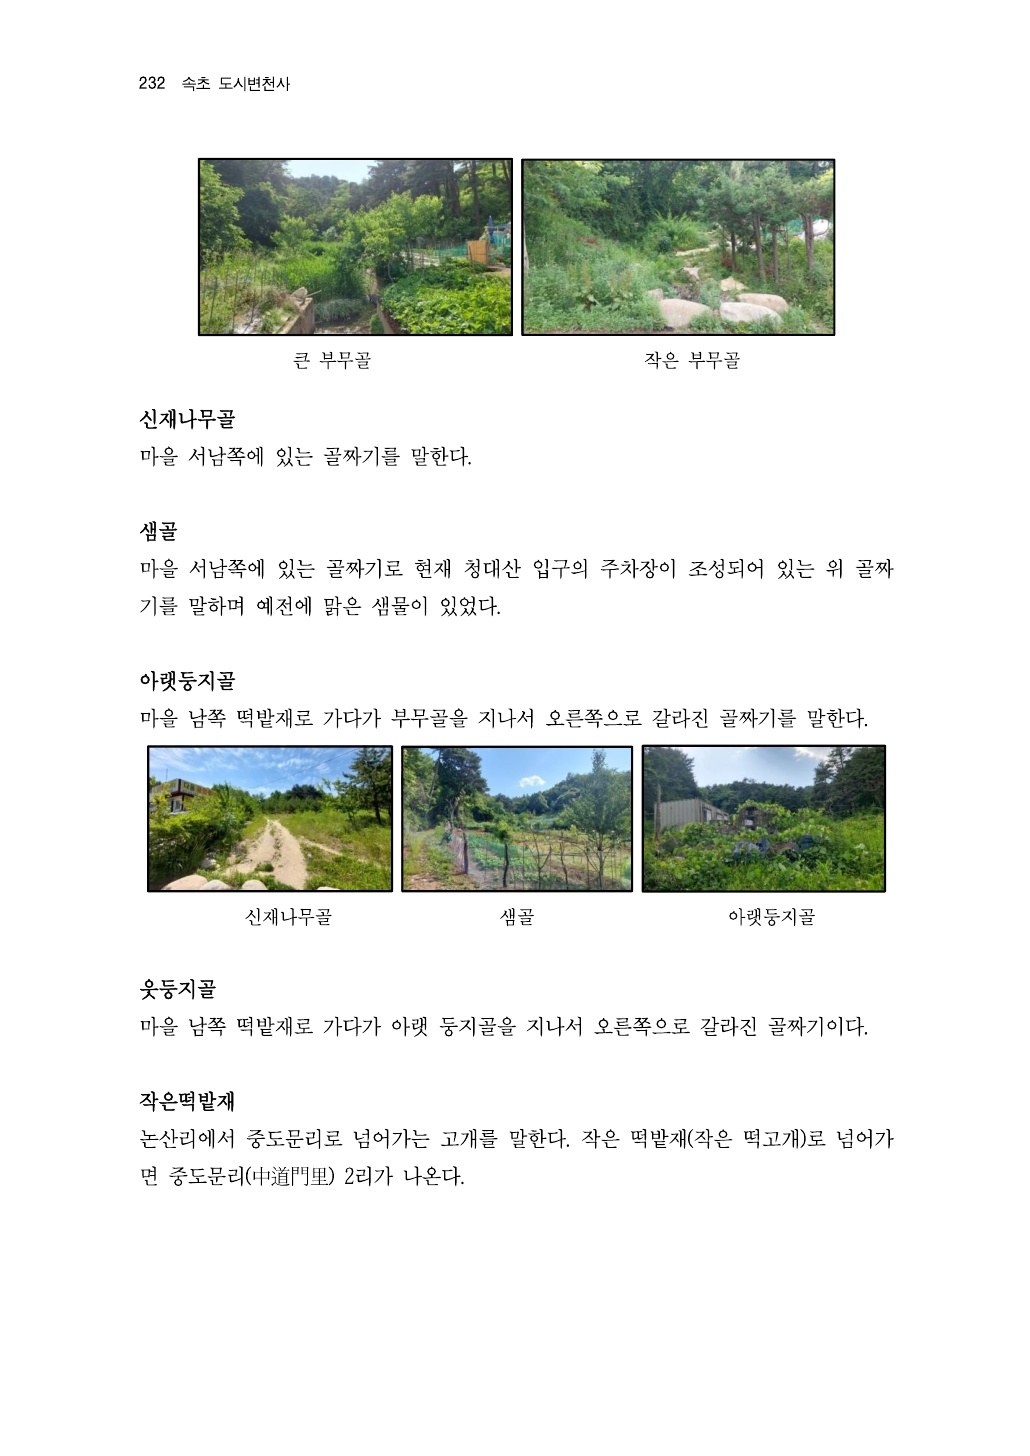 232 속초 도시변천사
큰 부무골
작은 부무골
신재나무골
마을 서남쪽에 있는 골짜기를 말한다.
샘골
마을 서남쪽에 있는 골짜기로 현재 청대산 입구의 주차장이 조성되어 있는 위 골짜
기를 말하며 예전에 맑은 샘물이 있었다.
아랫둥지골
마을 남쪽 떡밭재로 가다가 부무골을 지나서 오른쪽으로 갈라진 골짜기를 말한다.
신재나무골
샘골
아랫둥지골
웃둥지골
마을 남쪽 떡밭재로 가다가 아랫 둥지골을 지나서 오른쪽으로 갈라진 골짜기이다.
작은떡밭재
논산리에서 중도문리로 넘어가는 고개를 말한다. 작은 떡밭재(작은 떡고개)로 넘어가
면 중도문리(中道門里) 2리가 나온다.